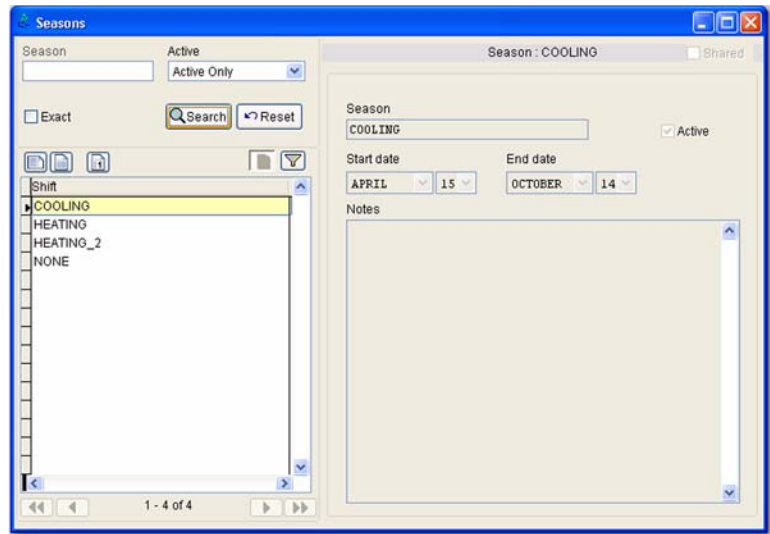 Seasons
Season Active
Active Only
Exact Search Reset
Shift
COOLING
HEATING
HEATING_2
NONE
1 - 4 of 4
Season : COOLING Shared
Season
COOLING Active
Start date End date
APRIL 15 OCTOBER 14
Notes